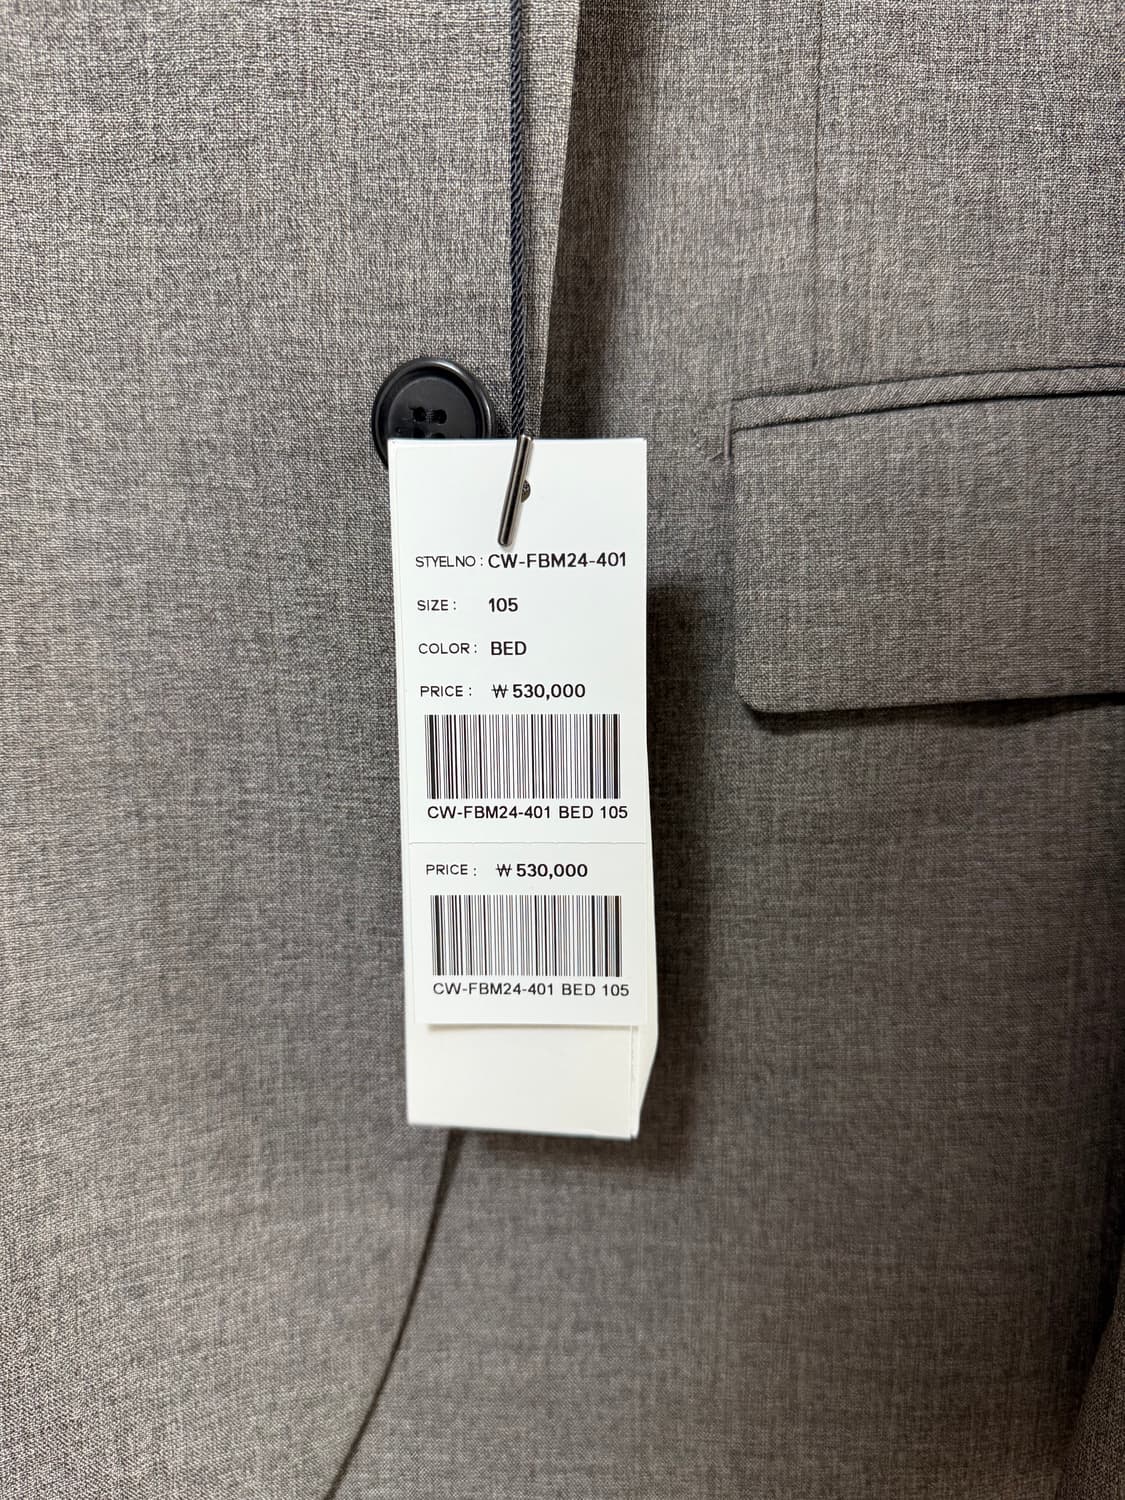 STYELNO : CW-FBM24-401
SIZE : 105
COLOR : BED
PRICE : ₩ 530,000
CW-FBM24-401 BED 105
PRICE : ₩ 530,000
CW-FBM24-401 BED 105